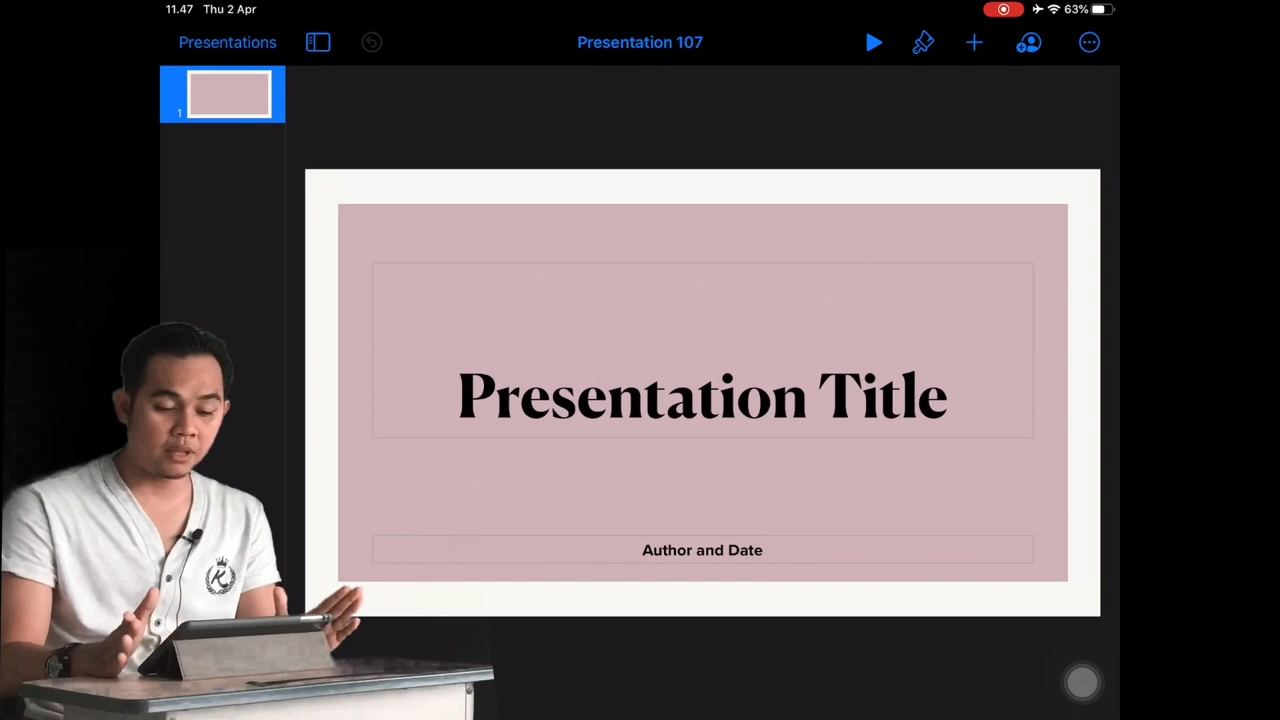 11.47 Thu 2 Apr
63%
Presentations
Presentation 107
1
Presentation Title
Author and Date
K